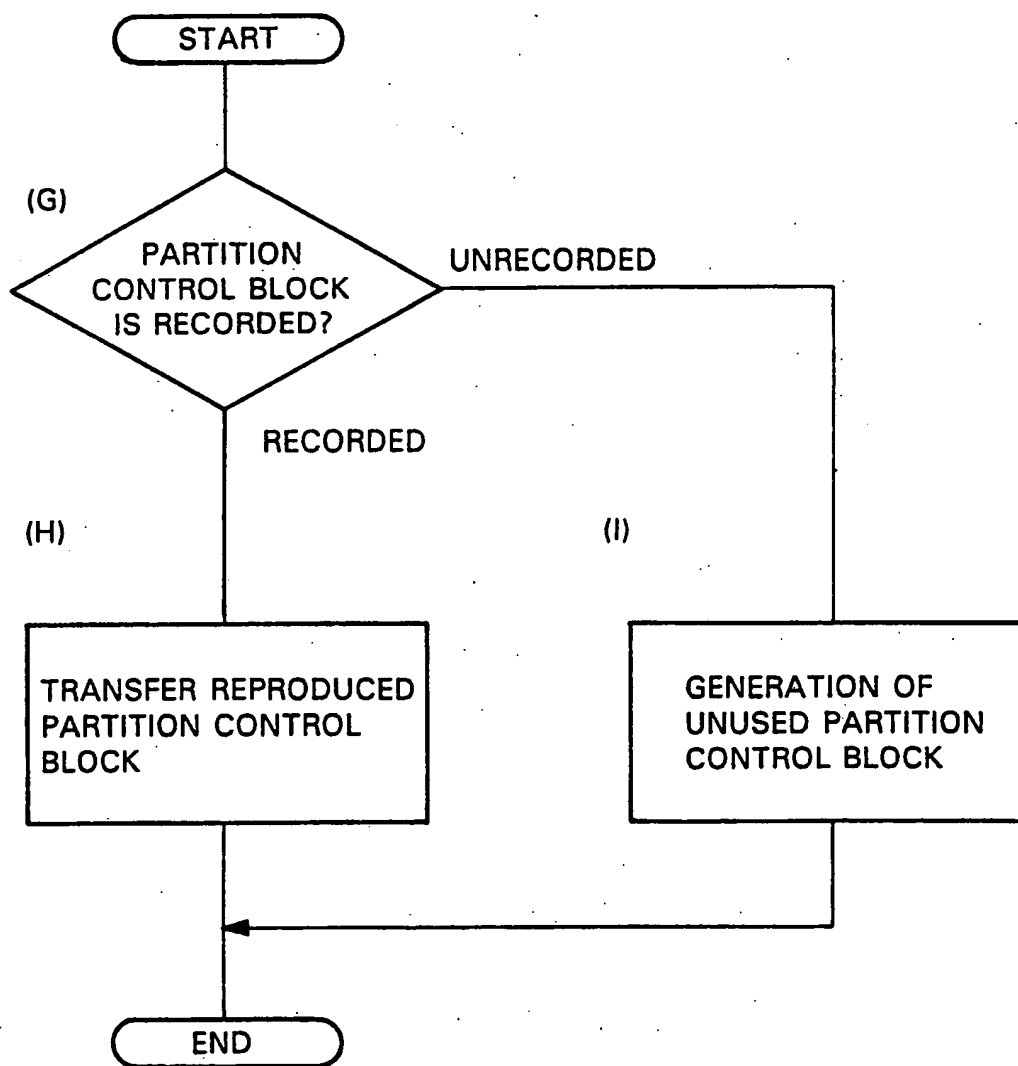 START
(G)
PARTITION
CONTROL BLOCK
IS RECORDED?
UNRECORDED
RECORDED
(H)
(I)
TRANSFER REPRODUCED
PARTITION CONTROL
BLOCK
GENERATION OF
UNUSED PARTITION
CONTROL BLOCK
END